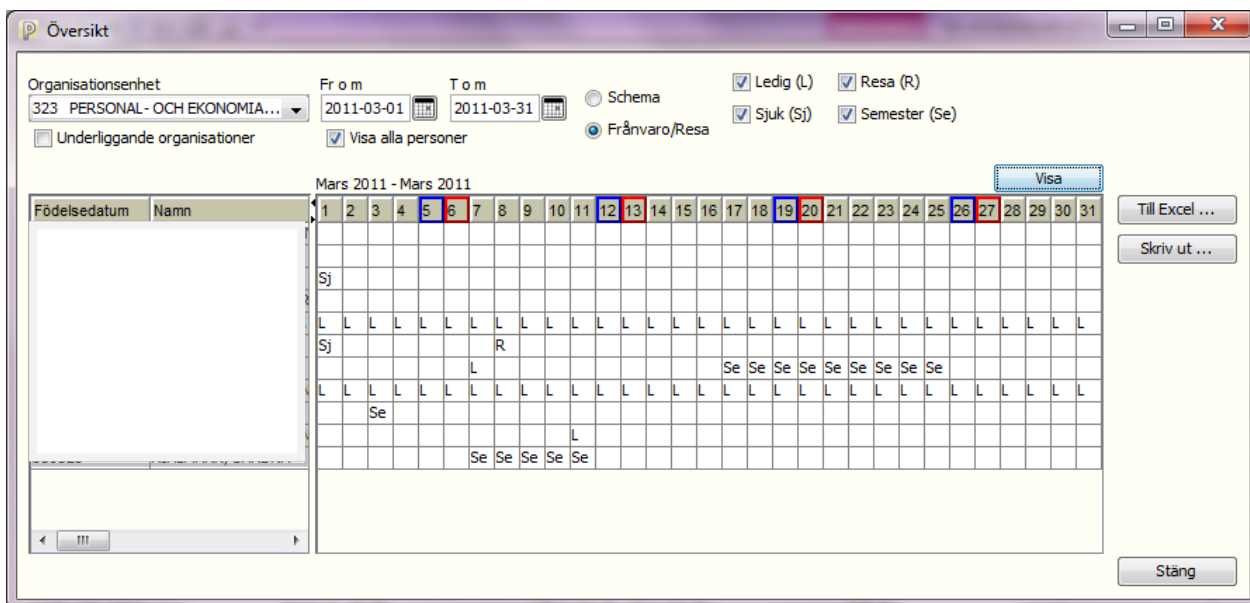 Översikt
Organisationsenhet Fr o m T o m
323 PERSONAL- OCH EKONOMIA... 2011-03-01 2011-03-31 Schema Ledig (L) Resa (R)
Underliggande organisationer Visa alla personer Frånvaro/Resa Sjuk (Sj) Semester (Se)
Mars 2011 - Mars 2011 Visa
Födelsedatum Namn 1 2 3 4 5 6 7 8 9 10 11 12 13 14 15 16 17 18 19 20 21 22 23 24 25 26 27 28 29 30 31 Till Excel ...
Skriv ut ...
Sj
L L L L L L L L L L L L L L L L L L L L L L L L L L L L L L L
Sj R
L Se Se Se Se Se Se Se Se Se
L L L L L L L L L L L L L L L L L L L L L L L L L L L L L L L
Se
L
Se Se Se Se Se
Stäng